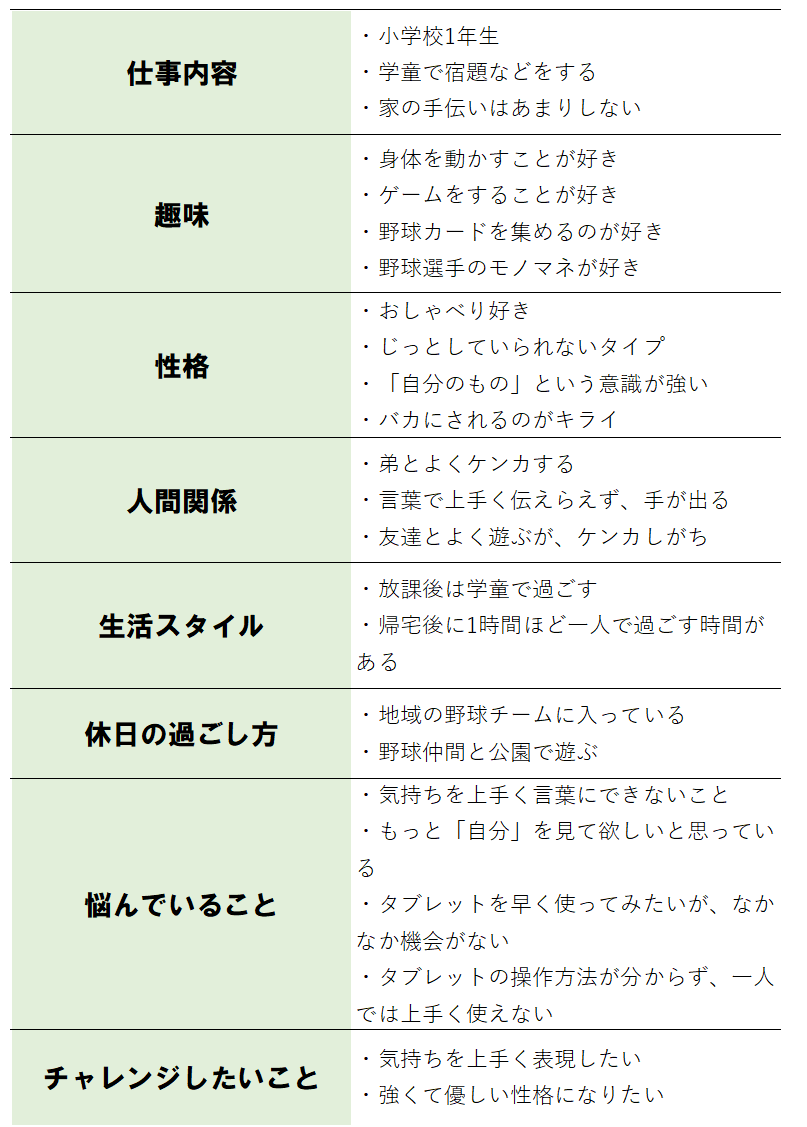 仕事内容
・小学校1年生
・学童で宿題などをする
・家の手伝いはあまりしない
趣味
・身体を動かすことが好き
・ゲームをすることが好き
・野球カードを集めるのが好き
・野球選手のモノマネが好き
性格
・おしゃべり好き
・じっとしていられないタイプ
・「自分のもの」という意識が強い
・バカにされるのがキライ
人間関係
・弟とよくケンカする
・言葉で上手く伝えらえず、手が出る
・友達とよく遊ぶが、ケンカしがち
生活スタイル
・放課後は学童で過ごす
・帰宅後に1時間ほど一人で過ごす時間が
ある
休日の過ごし方
・地域の野球チームに入っている
・野球仲間と公園で遊ぶ
悩んでいること
・気持ちを上手く言葉にできないこと
・もっと「自分」を見て欲しいと思ってい
る
・タブレットを早く使ってみたいが、なか
なか機会がない
・タブレットの操作方法が分からず、一人
では上手く使えない
チャレンジしたいこと
・気持ちを上手く表現したい
・強くて優しい性格になりたい